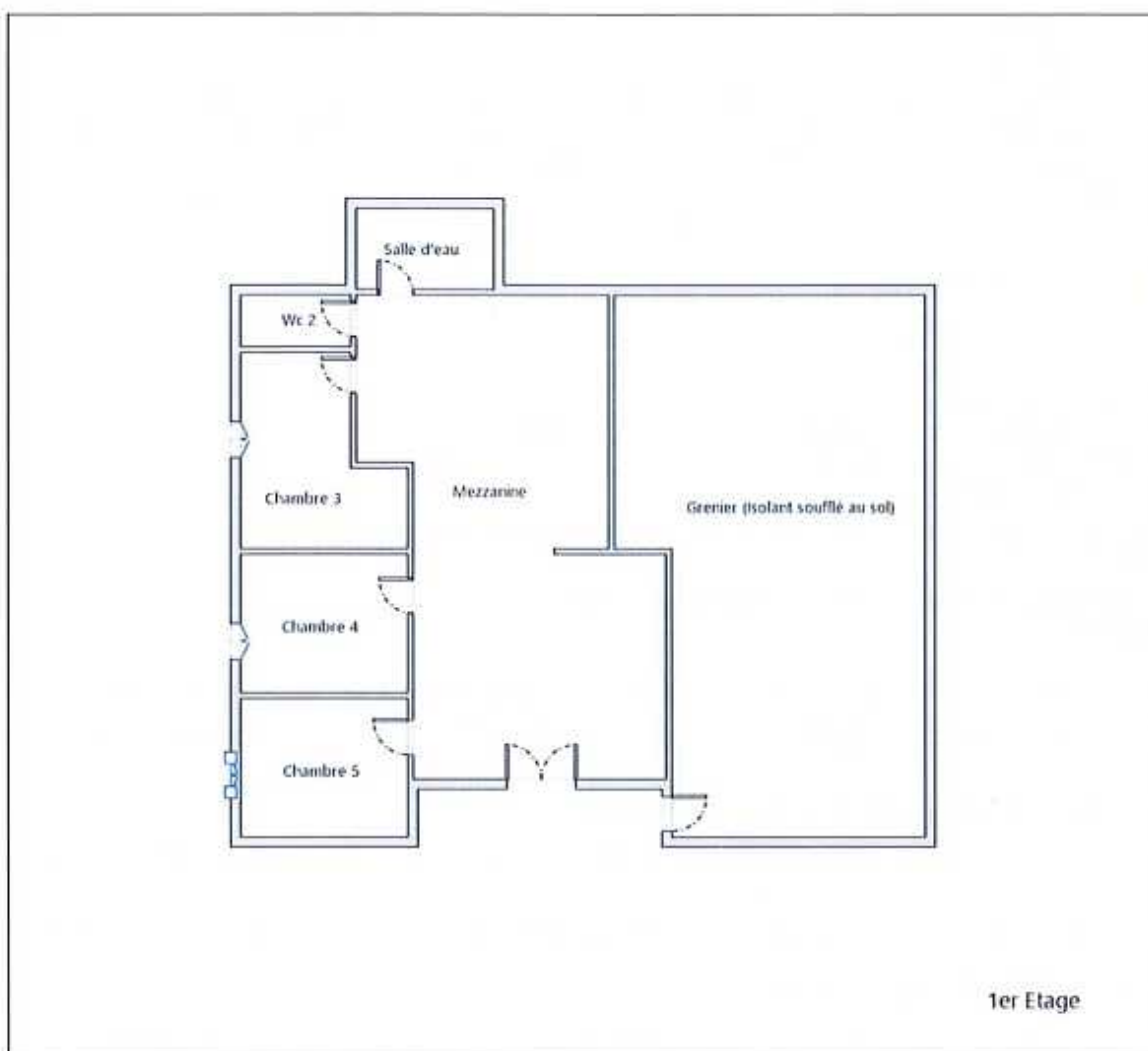 Salle d'eau
Wc 2
Chambre 3
Mezzanine
Grenier (Isolant soufflé au sol)
Chambre 4
Chambre 5
1er Etage